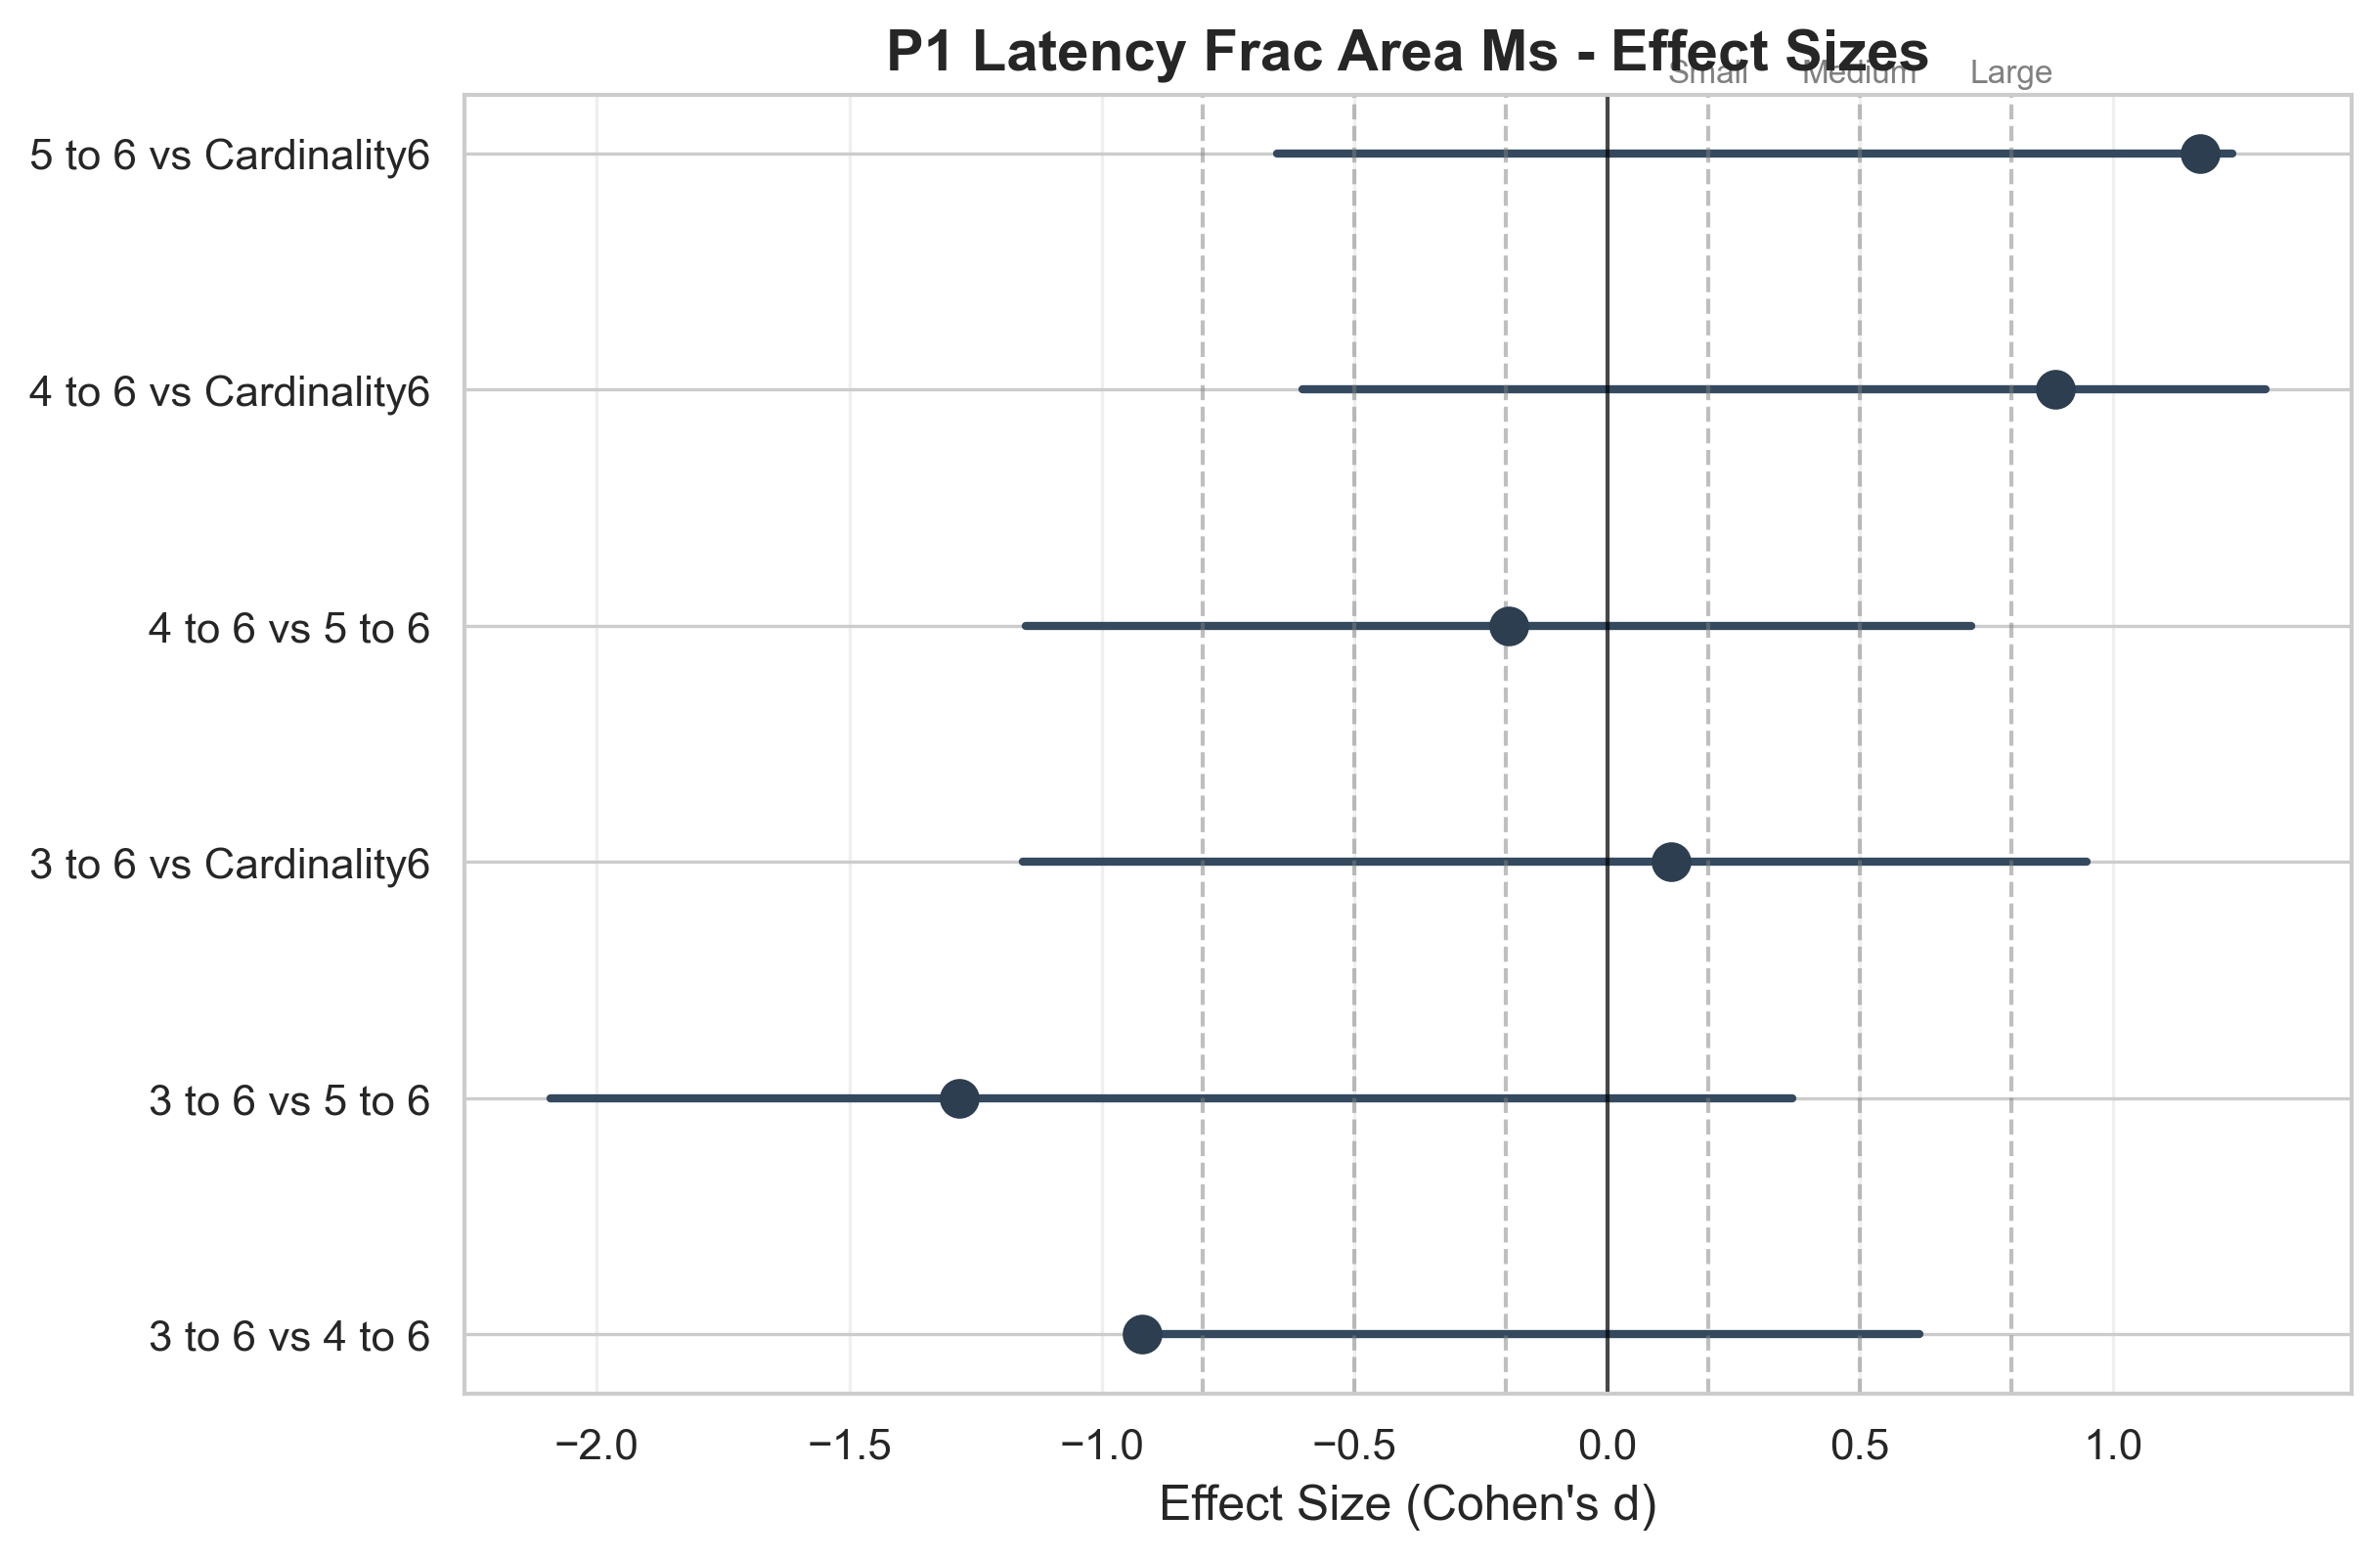 P1 Latency Frac Area Ms - Effect Sizes
Small Medium Large
5 to 6 vs Cardinality6
4 to 6 vs Cardinality6
4 to 6 vs 5 to 6
3 to 6 vs Cardinality6
3 to 6 vs 5 to 6
3 to 6 vs 4 to 6
−2.0 −1.5 −1.0 −0.5 0.0 0.5 1.0
Effect Size (Cohen's d)